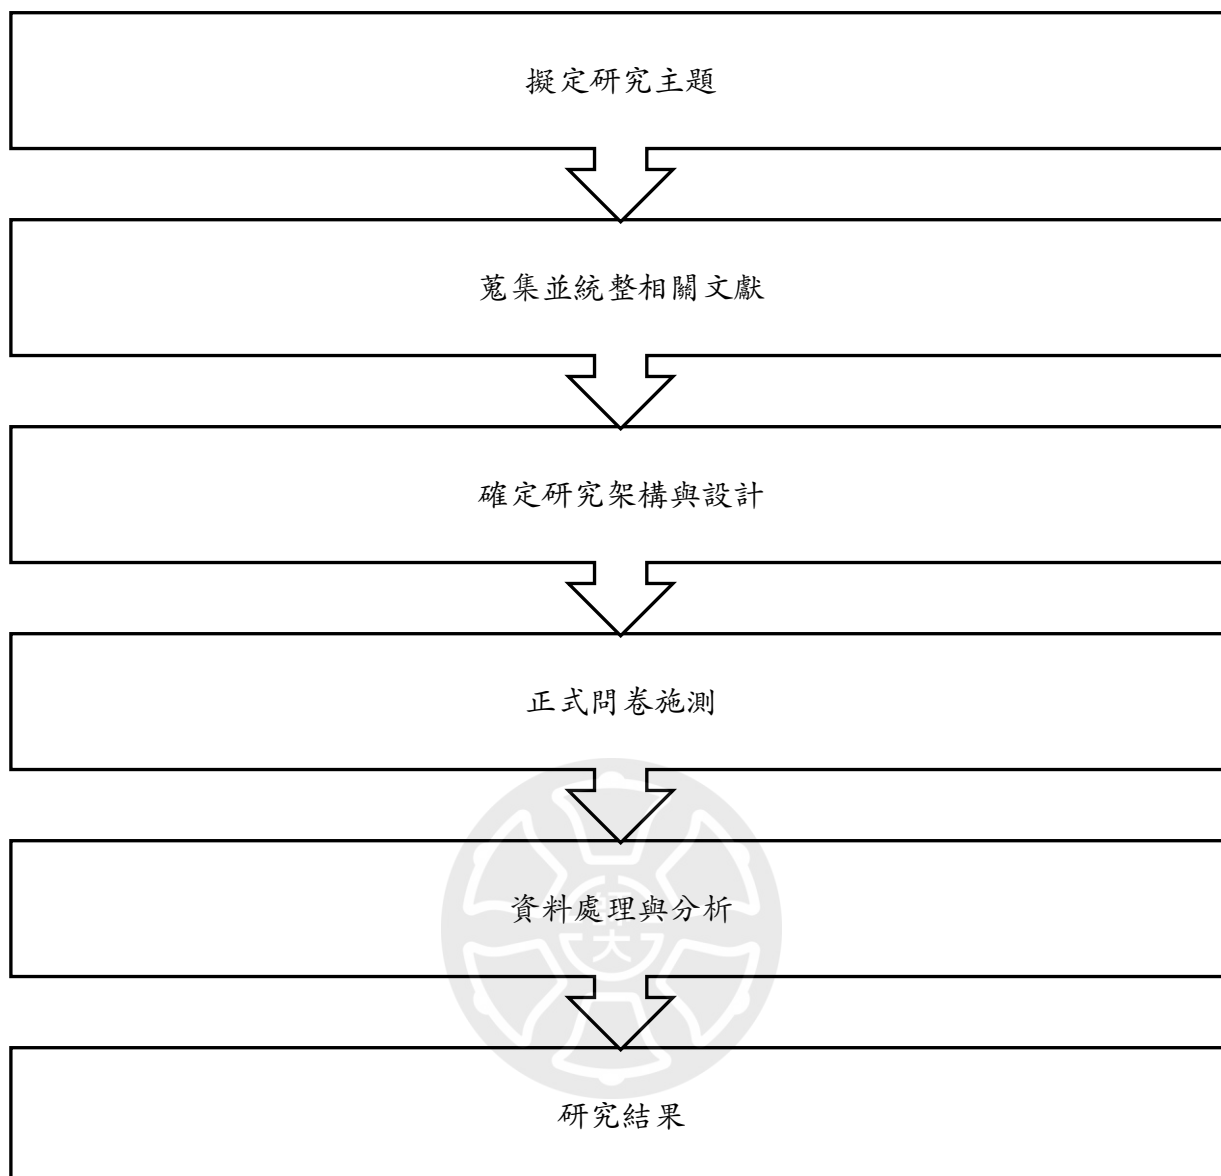 擬定研究主題
蒐集並統整相關文獻
確定研究架構與設計
正式問卷施測
資料處理與分析
研究結果